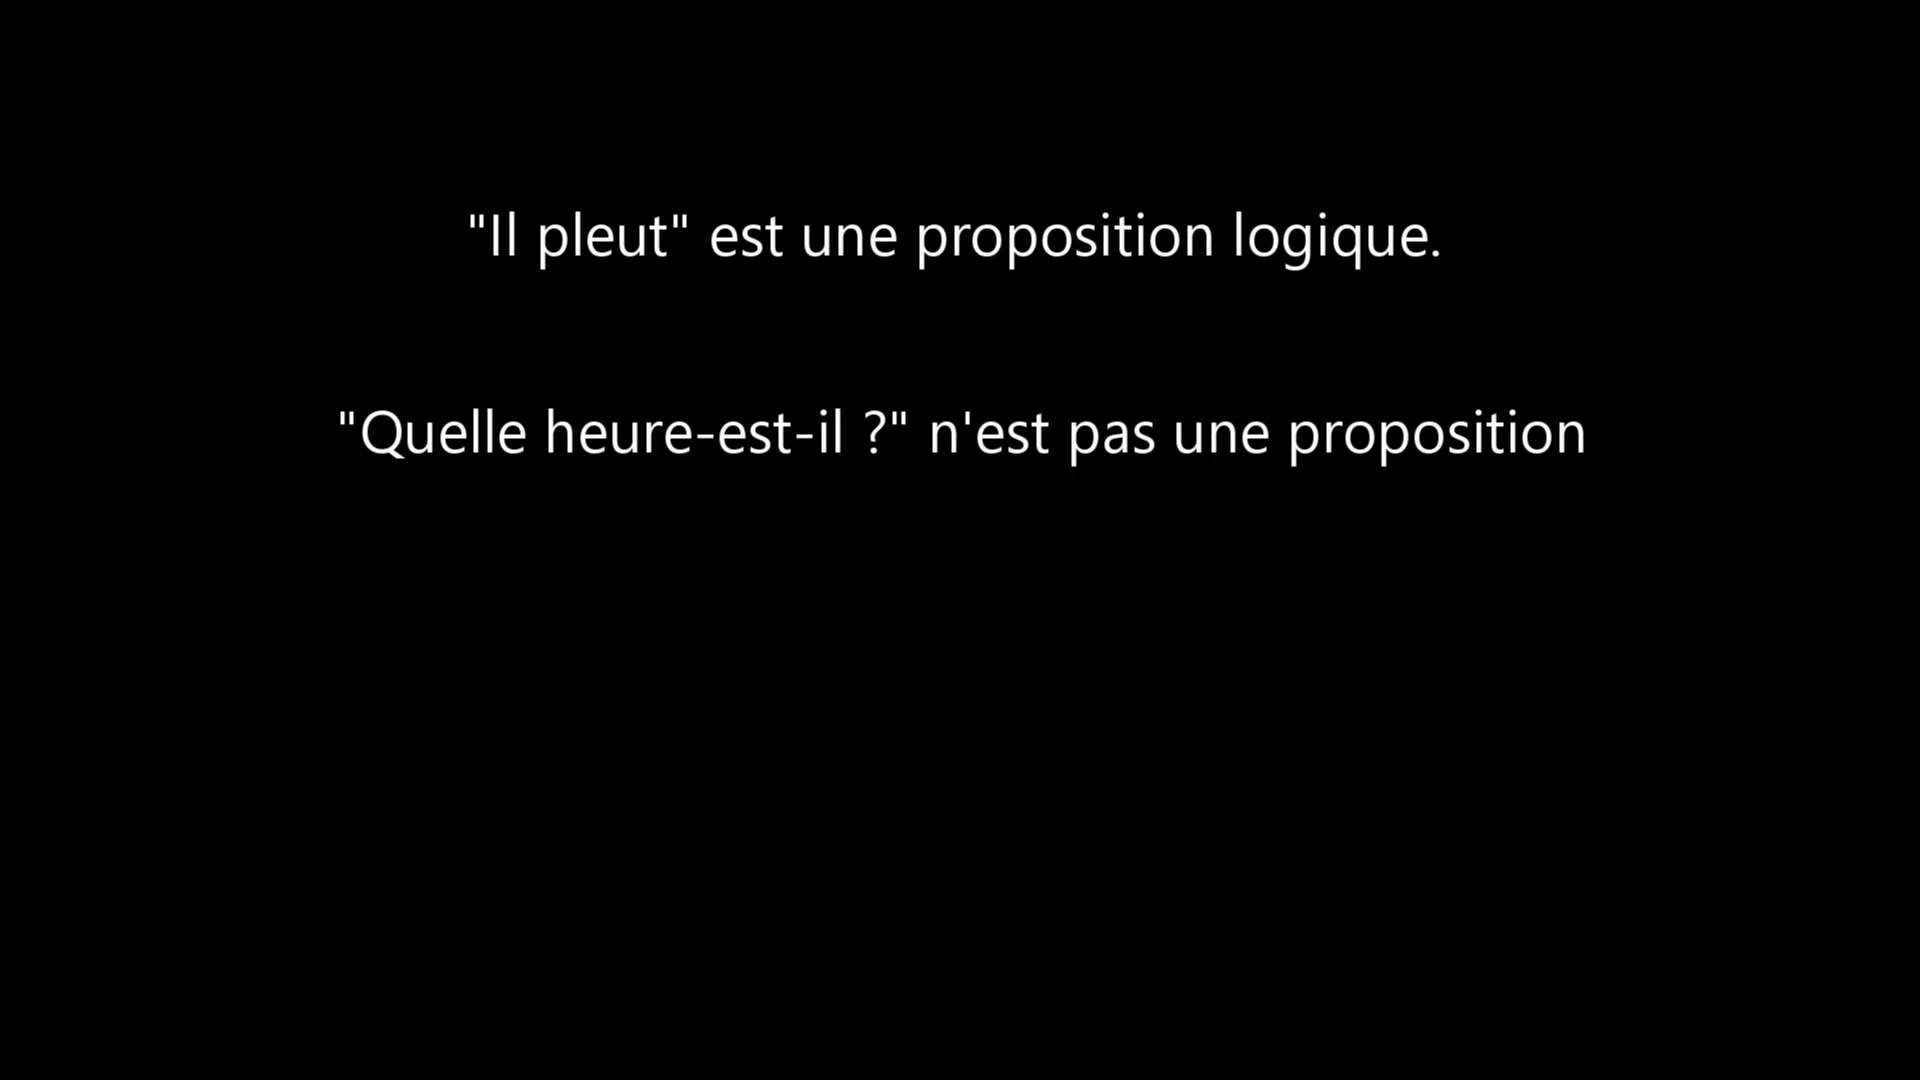 "Il pleut" est une proposition logique.
"Quelle heure-est-il ?" n'est pas une proposition